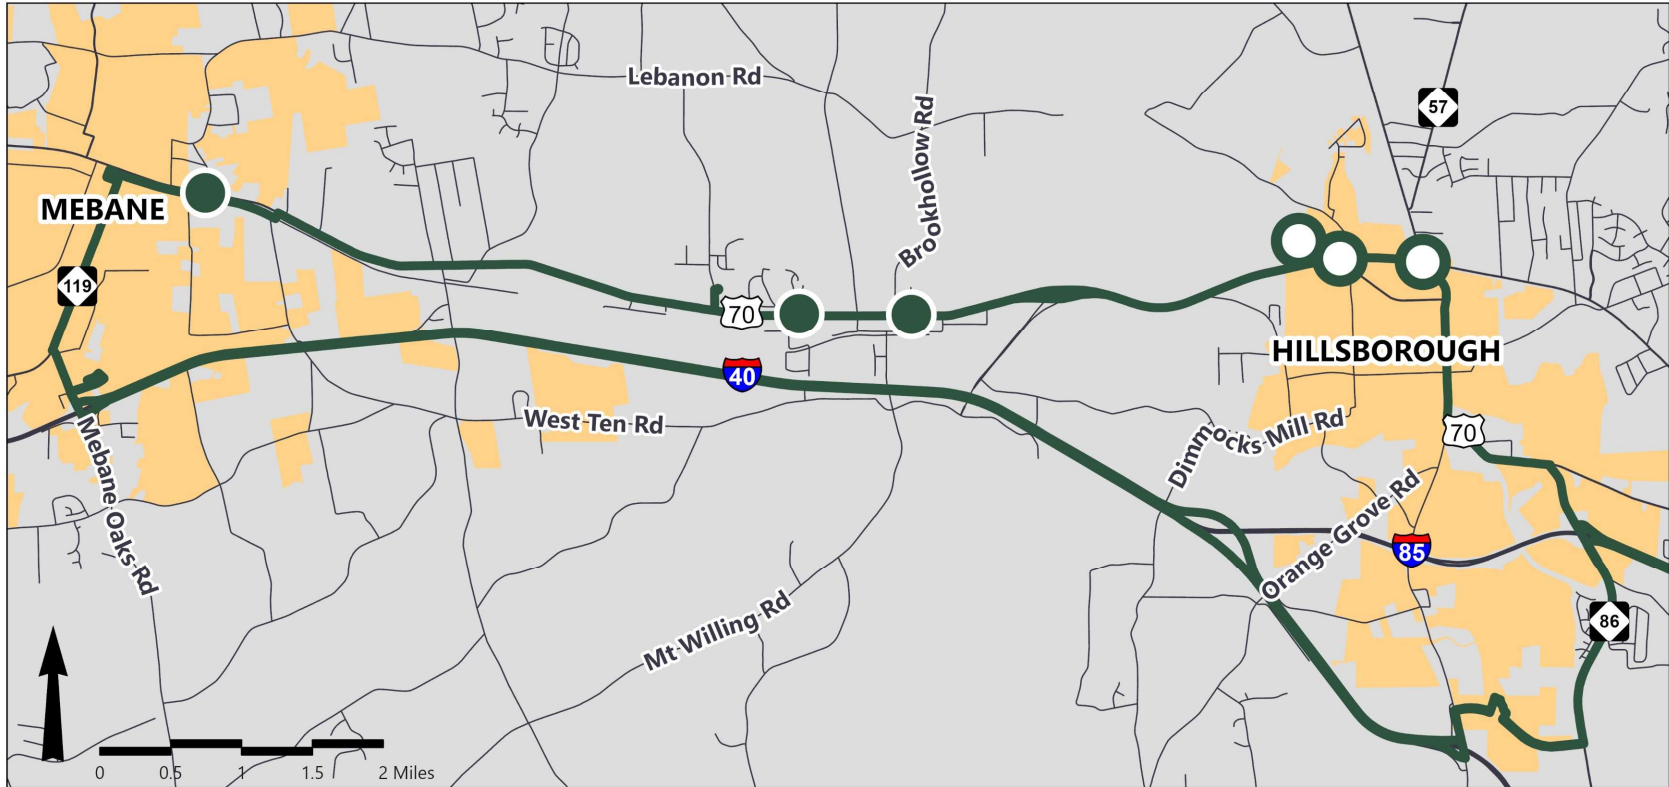 Lebanon Rd
57
Brookhollow Rd
MEBANE
119
70
40
HILLSBOROUGH
West Ten Rd
Dimmocks Mill Rd
70
Mebane Oaks Rd
Orange Grove Rd
85
Mt Willing Rd
86
0 0.5 1 1.5 2 Miles